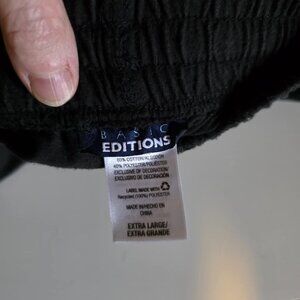 BASIC
EDITIONS
60% COTTON/ALGODON
40% POLYESTER/POLIESTER
EXCLUSIVE OF DECORATION
EXCLUSIVO DE DECORACIÓN
LABEL MADE WITH
Recycled (100%) POLYESTER
MADE IN/HECHO EN
CHINA
EXTRA LARGE/
EXTRA GRANDE